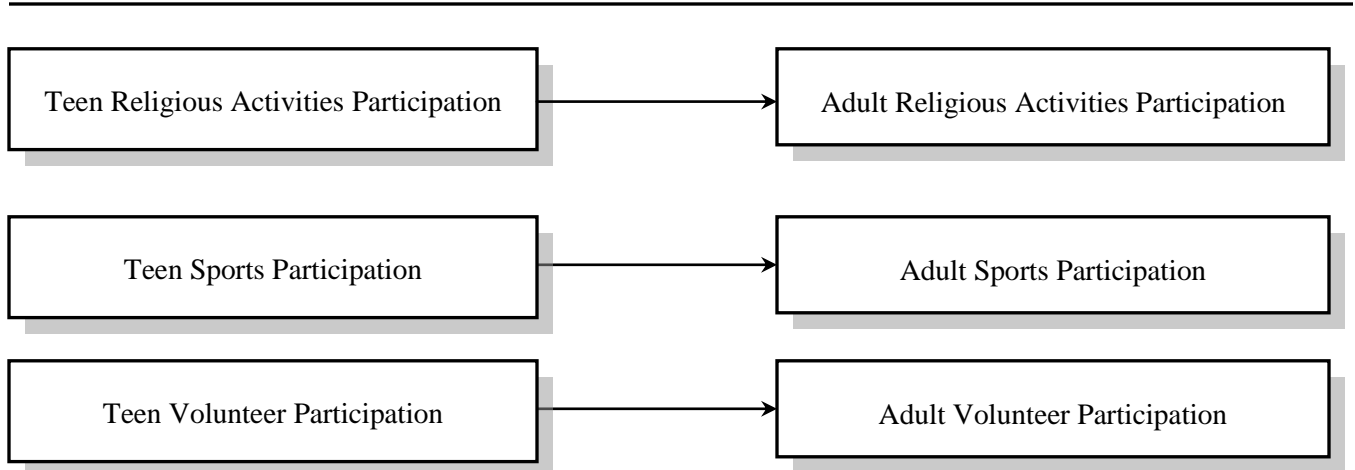 Teen Religious Activities Participation
Adult Religious Activities Participation
Teen Sports Participation
Adult Sports Participation
Teen Volunteer Participation
Adult Volunteer Participation